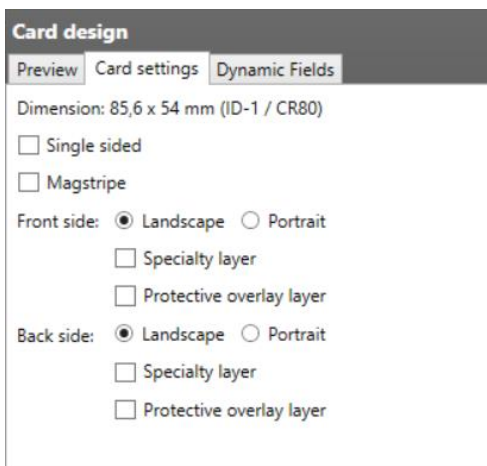 Card design
Preview Card settings Dynamic Fields
Dimension: 85,6 x 54 mm (ID-1 / CR80)
Single sided
Magstripe
Front side: Landscape Portrait
Specialty layer
Protective overlay layer
Back side: Landscape Portrait
Specialty layer
Protective overlay layer